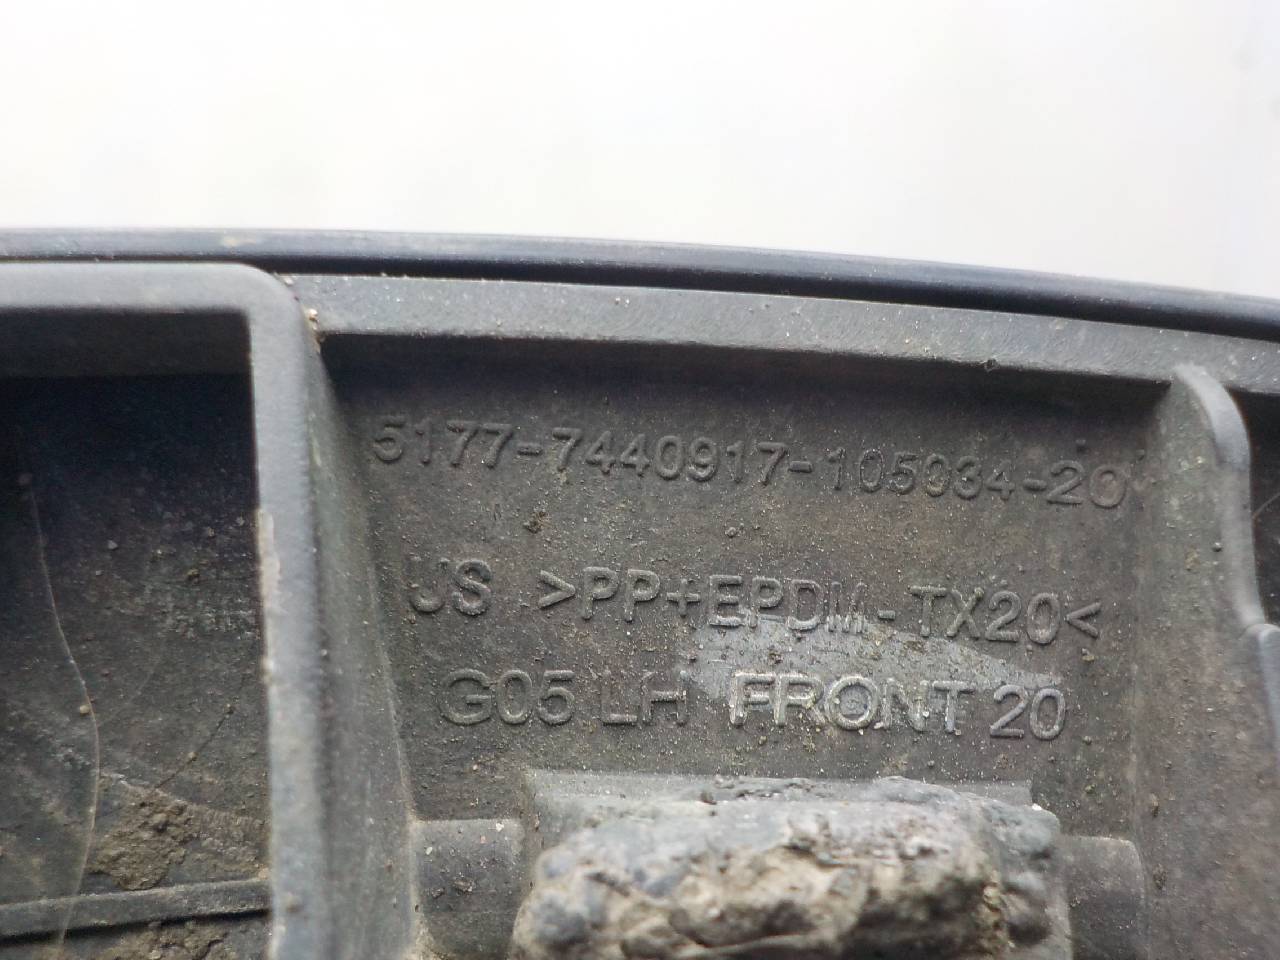 5177-7440917-105034-20
US >PP+EPDM-TX20<
G05 LH FRONT 20